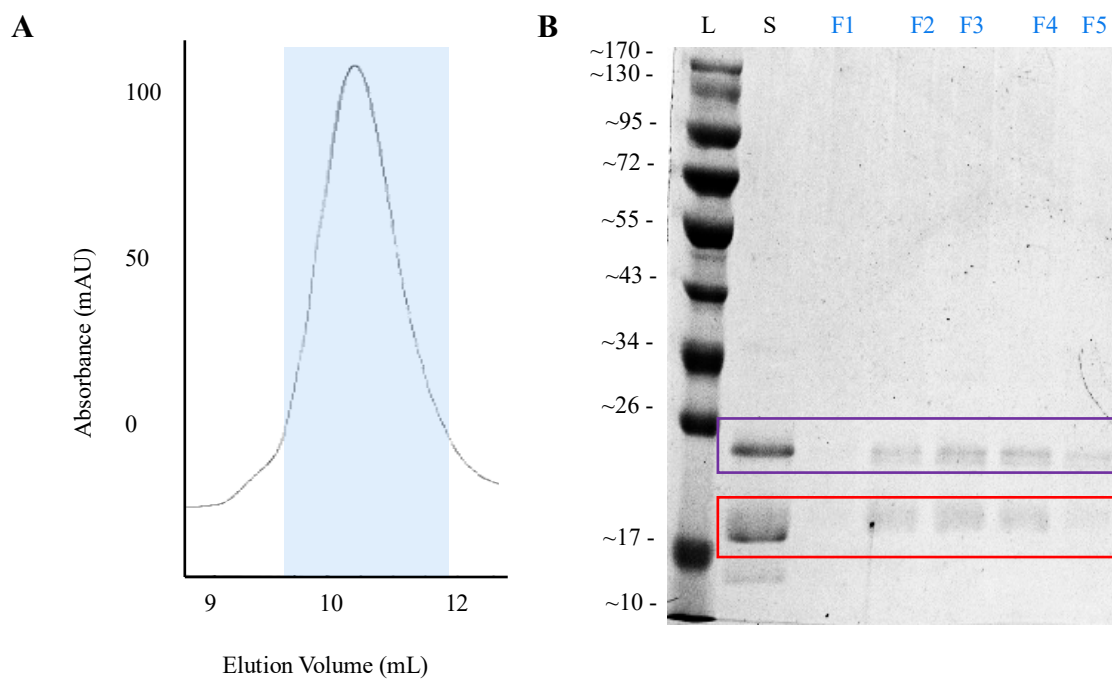 A
100
50
0
Absorbance (mAU)
9 10 12
Elution Volume (mL)
B
L S F1 F2 F3 F4 F5
~170 -
~130 -
~95 -
~72 -
~55 -
~43 -
~34 -
~26 -
~17 -
~10 -